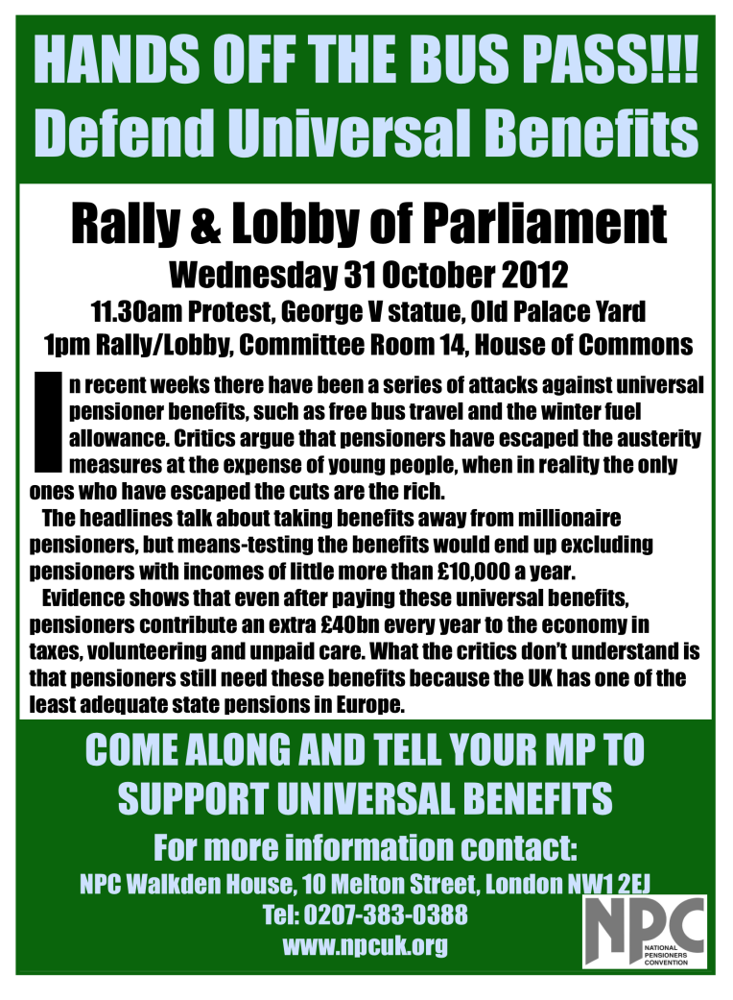 HANDS OFF THE BUS PASS!!!
Defend Universal Benefits
Rally & Lobby of Parliament
Wednesday 31 October 2012
11.30am Protest, George V statue, Old Palace Yard
1pm Rally/Lobby, Committee Room 14, House of Commons
In recent weeks there have been a series of attacks against universal
pensioner benefits, such as free bus travel and the winter fuel
allowance. Critics argue that pensioners have escaped the austerity
measures at the expense of young people, when in reality the only
ones who have escaped the cuts are the rich.
The headlines talk about taking benefits away from millionaire
pensioners, but means-testing the benefits would end up excluding
pensioners with incomes of little more than £10,000 a year.
Evidence shows that even after paying these universal benefits,
pensioners contribute an extra £40bn every year to the economy in
taxes, volunteering and unpaid care. What the critics don’t understand is
that pensioners still need these benefits because the UK has one of the
least adequate state pensions in Europe.
COME ALONG AND TELL YOUR MP TO
SUPPORT UNIVERSAL BENEFITS
For more information contact:
NPC Walkden House, 10 Melton Street, London NW1 2EJ
Tel: 0207-383-0388
www.npcuk.org
NPC
NATIONAL
PENSIONERS
CONVENTION